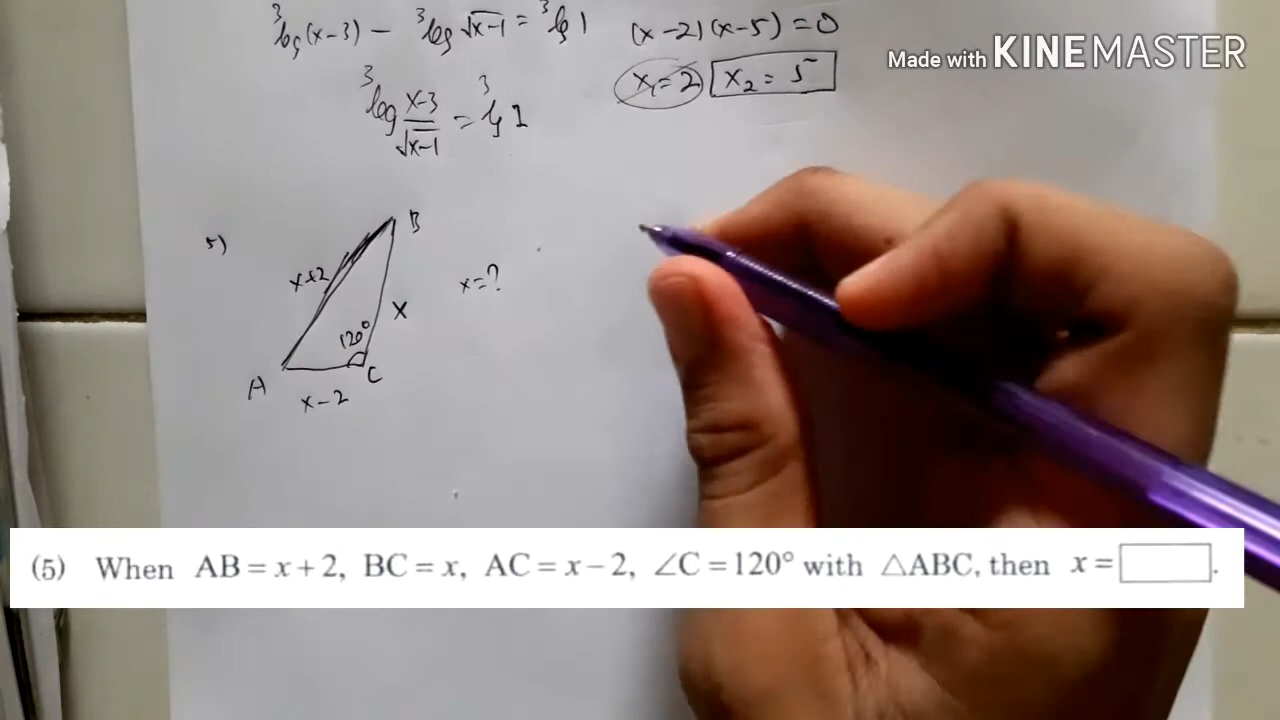 ³log(x-3) - ³log √x-1 = ³log 1
(x-2)(x-5) = 0
Made with KINEMASTER
x₁=2 x₂ = 5
³log x-3/√x-1 = ³log 1
5)
B
x+2
x=?
x
120°
A
C
x-2
(5) When AB = x + 2, BC = x, AC = x − 2, ∠C = 120° with △ABC, then x = .